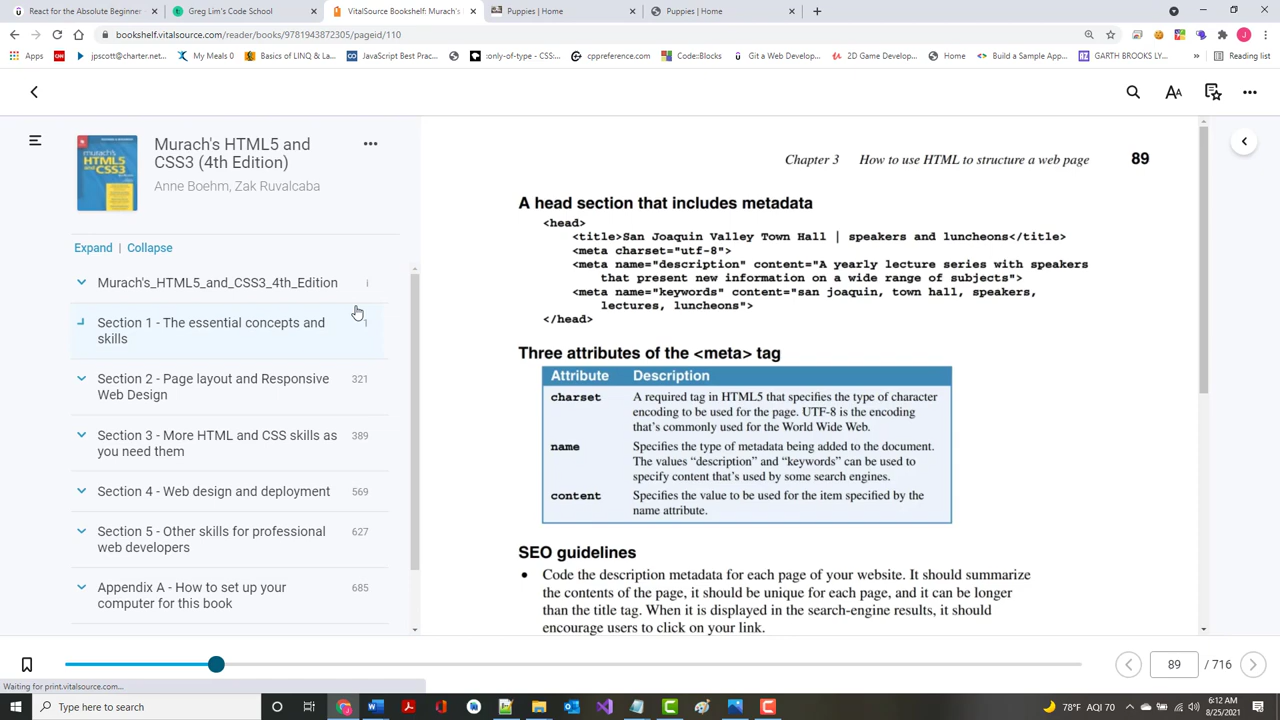 React for the Absolute Beginner
Greg Lim's Code School
VitalSource Bookshelf: Murach's
Puppies | Home
Puppies | Home
bookshelf.vitalsource.com/reader/books/9781943872305/pageid/110
Apps
CNN
jpscott@charter.net...
My Meals 0
Basics of LINQ & La...
JavaScript Best Prac...
:only-of-type - CSS:...
cppreference.com
Code::Blocks
Git a Web Develop...
2D Game Develop...
Home
Build a Sample App...
GARTH BROOKS LY...
»
Reading list
Murach's HTML5 and
CSS3 (4th Edition)
Anne Boehm, Zak Ruvalcaba
Expand | Collapse
Murach's_HTML5_and_CSS3_4th_Edition i
Section 1 - The essential concepts and 1
skills
Section 2 - Page layout and Responsive 321
Web Design
Section 3 - More HTML and CSS skills as 389
you need them
Section 4 - Web design and deployment 569
Section 5 - Other skills for professional 627
web developers
Appendix A - How to set up your 685
computer for this book
Chapter 3 How to use HTML to structure a web page 89
A head section that includes metadata
<head>
<title>San Joaquin Valley Town Hall | speakers and luncheons</title>
<meta charset="utf-8">
<meta name="description" content="A yearly lecture series with speakers
that present new information on a wide range of subjects">
<meta name="keywords" content="san joaquin, town hall, speakers,
lectures, luncheons">
</head>
Three attributes of the <meta> tag
Attribute Description
charset A required tag in HTML5 that specifies the type of character
encoding to be used for the page. UTF-8 is the encoding
that's commonly used for the World Wide Web.
name Specifies the type of metadata being added to the document.
The values “description” and “keywords” can be used to
specify content that's used by some search engines.
content Specifies the value to be used for the item specified by the
name attribute.
SEO guidelines
• Code the description metadata for each page of your website. It should summarize
the contents of the page, it should be unique for each page, and it can be longer
than the title tag. When it is displayed in the search-engine results, it should
encourage users to click on your link.
89 / 716
Waiting for print.vitalsource.com...
Type here to search
78°F AQI 70
6:12 AM
8/25/2021